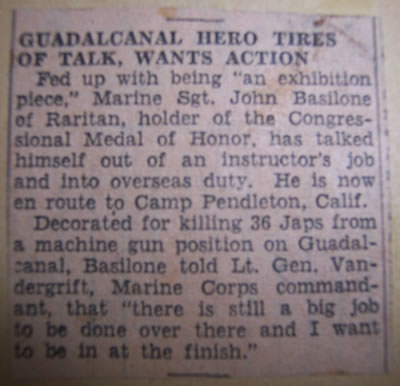 GUADALCANAL HERO TIRES
OF TALK, WANTS ACTION
Fed up with being "an exhibition
piece," Marine Sgt. John Basilone
of Raritan, holder of the Congres-
sional Medal of Honor, has talked
himself out of an instructor's job
and into overseas duty. He is now
en route to Camp Pendleton, Calif.
Decorated for killing 36 Japs from
a machine gun position on Guadal-
canal, Basilone told Lt. Gen. Van-
dergrift, Marine Corps command-
ant, that "there is still a big job
to be done over there and I want
to be in at the finish."